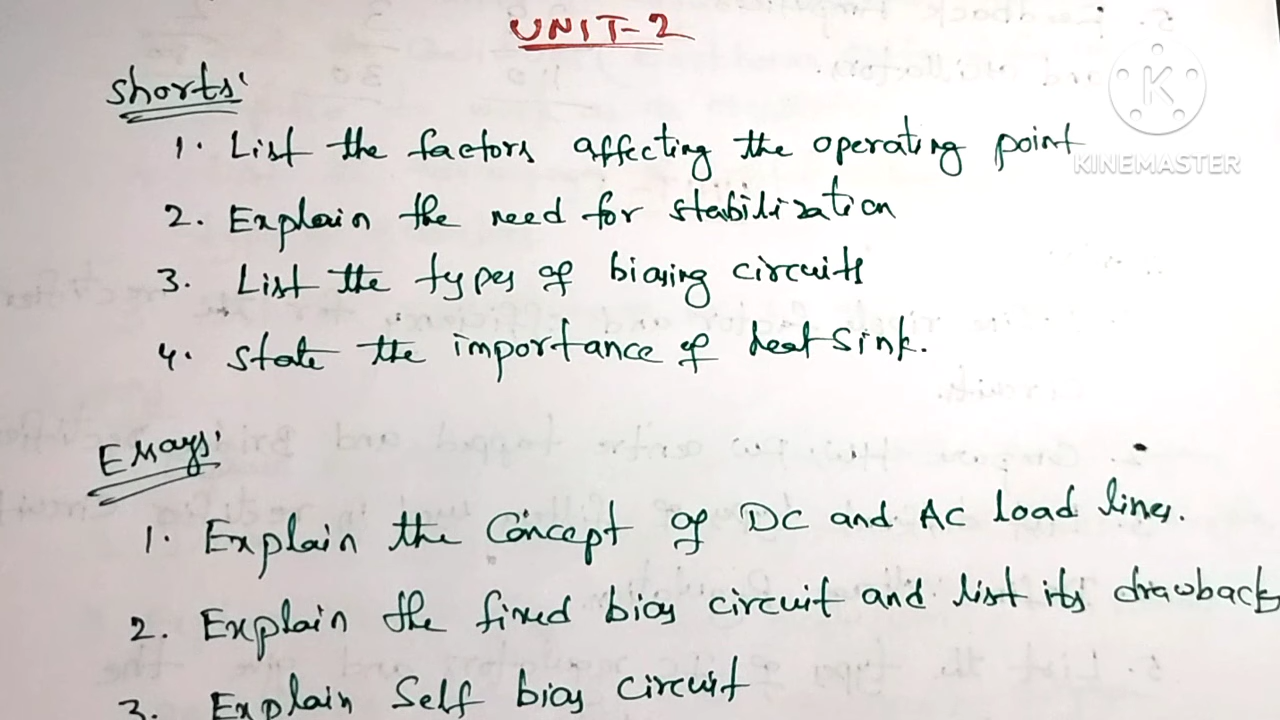 UNIT-2
Shorts'
K
KINEMASTER
1. List the factors affecting the operating point
2. Explain the need for stabilization
3. List the types of biasing circuits
4. State the importance of heat sink.
Essays'
1. Explain the Concept of DC and AC load lines.
2. Explain the fixed bias circuit and list its drawback
3. Explain Self bias circuit